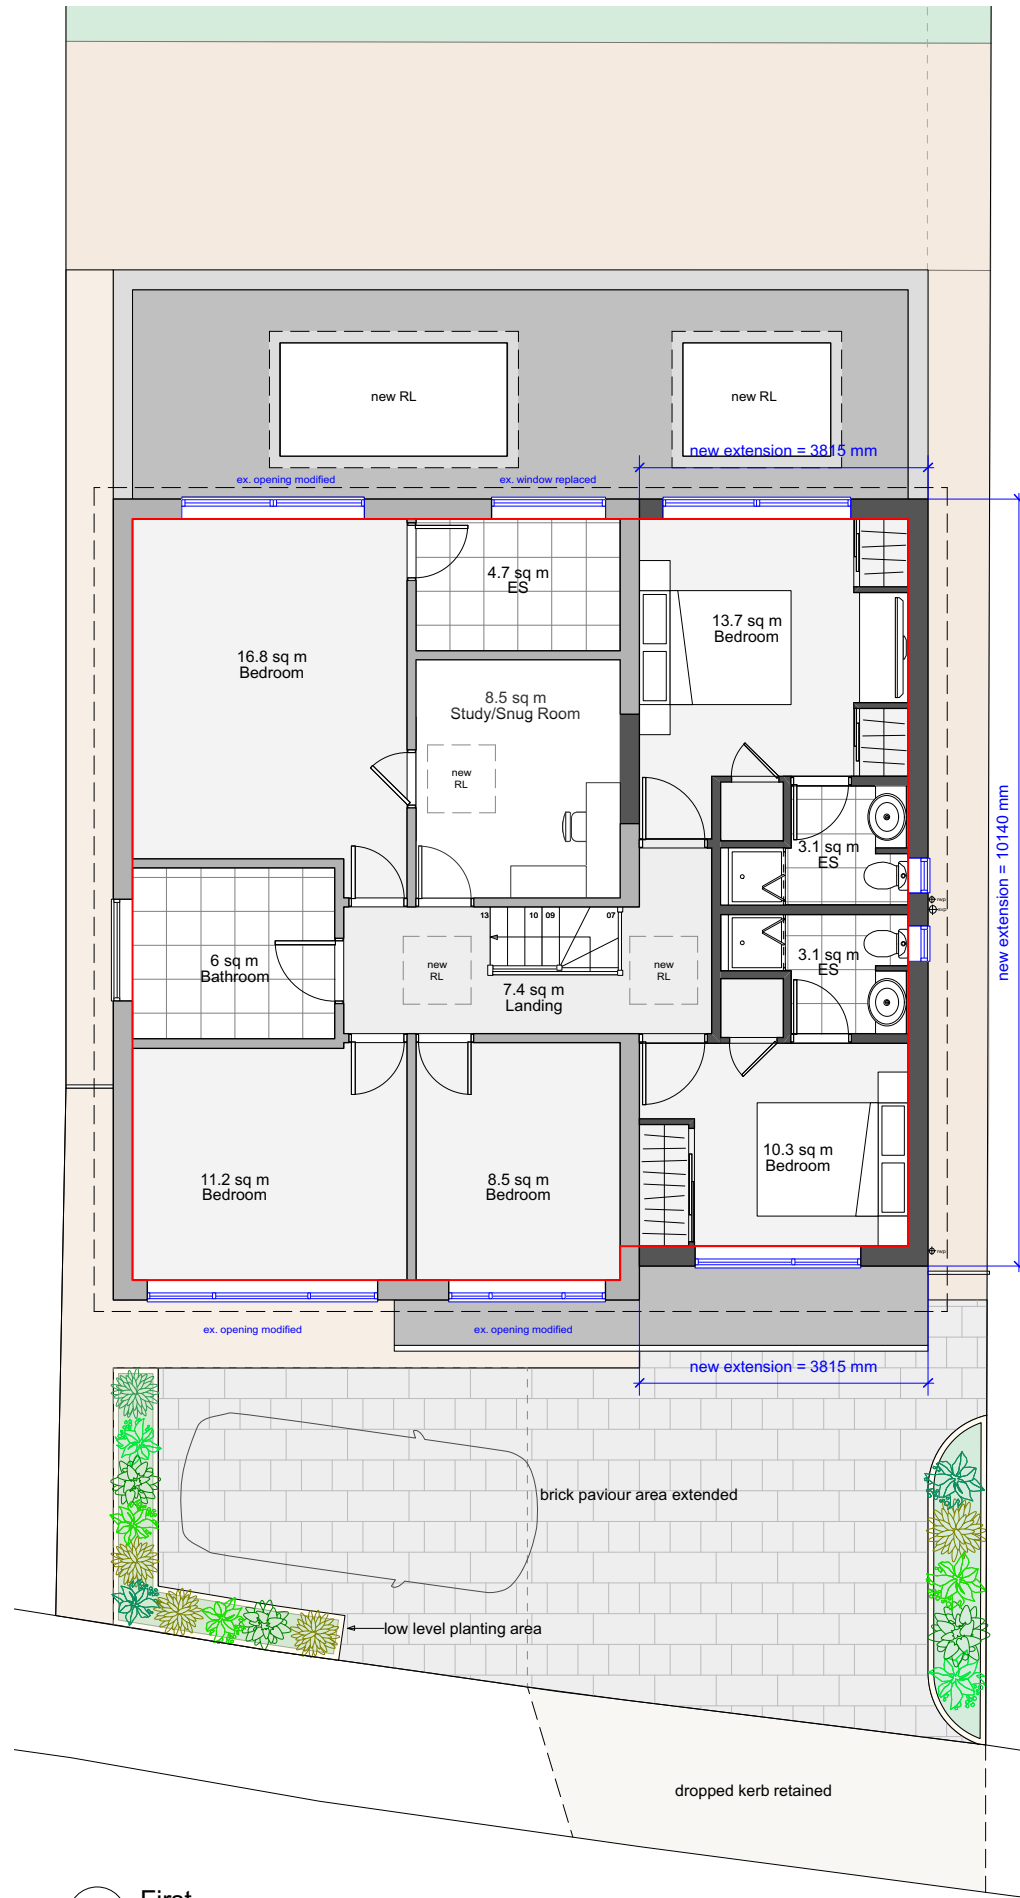 new RL
new RL
new extension = 3815 mm
ex. opening modified
ex. window replaced
4.7 sq m
ES
13.7 sq m
Bedroom
16.8 sq m
Bedroom
8.5 sq m
Study/Snug Room
new
RL
new extension = 10140 mm
3.1 sq m
ES
rwp
svp
13
10
09
07
6 sq m
Bathroom
new
RL
new
RL
3.1 sq m
ES
7.4 sq m
Landing
11.2 sq m
Bedroom
8.5 sq m
Bedroom
10.3 sq m
Bedroom
rwp
ex. opening modified
ex. opening modified
new extension = 3815 mm
brick paviour area extended
low level planting area
dropped kerb retained
First